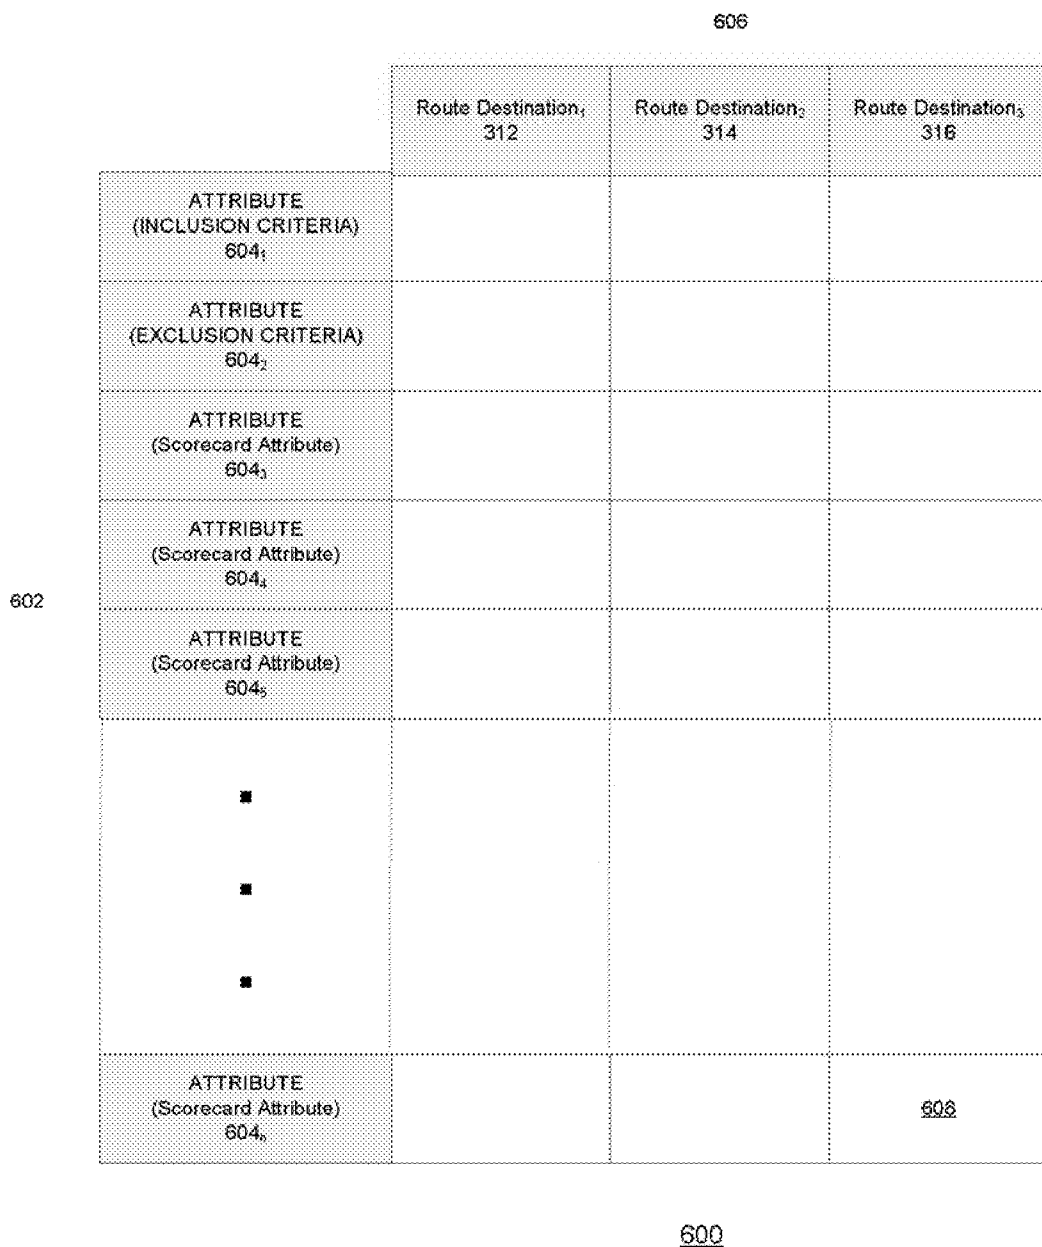 606
Route Destination₁
312
Route Destination₂
314
Route Destination₃
316
ATTRIBUTE
(INCLUSION CRITERIA)
604₁
ATTRIBUTE
(EXCLUSION CRITERIA)
604₂
ATTRIBUTE
(Scorecard Attribute)
604₃
ATTRIBUTE
(Scorecard Attribute)
604₄
602
ATTRIBUTE
(Scorecard Attribute)
604₅
ATTRIBUTE
(Scorecard Attribute)
604ₙ
608
600